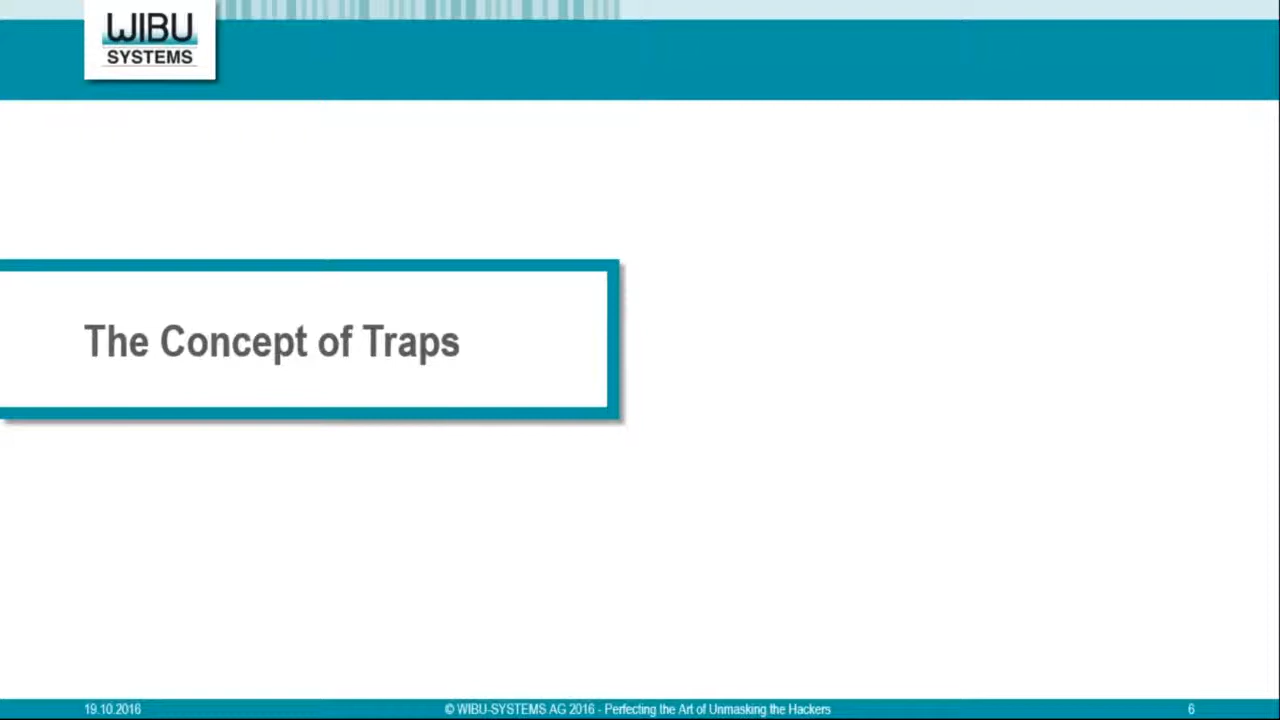 WIBU
SYSTEMS
The Concept of Traps
19.10.2016
© WIBU-SYSTEMS AG 2016 - Perfecting the Art of Unmasking the Hackers
6